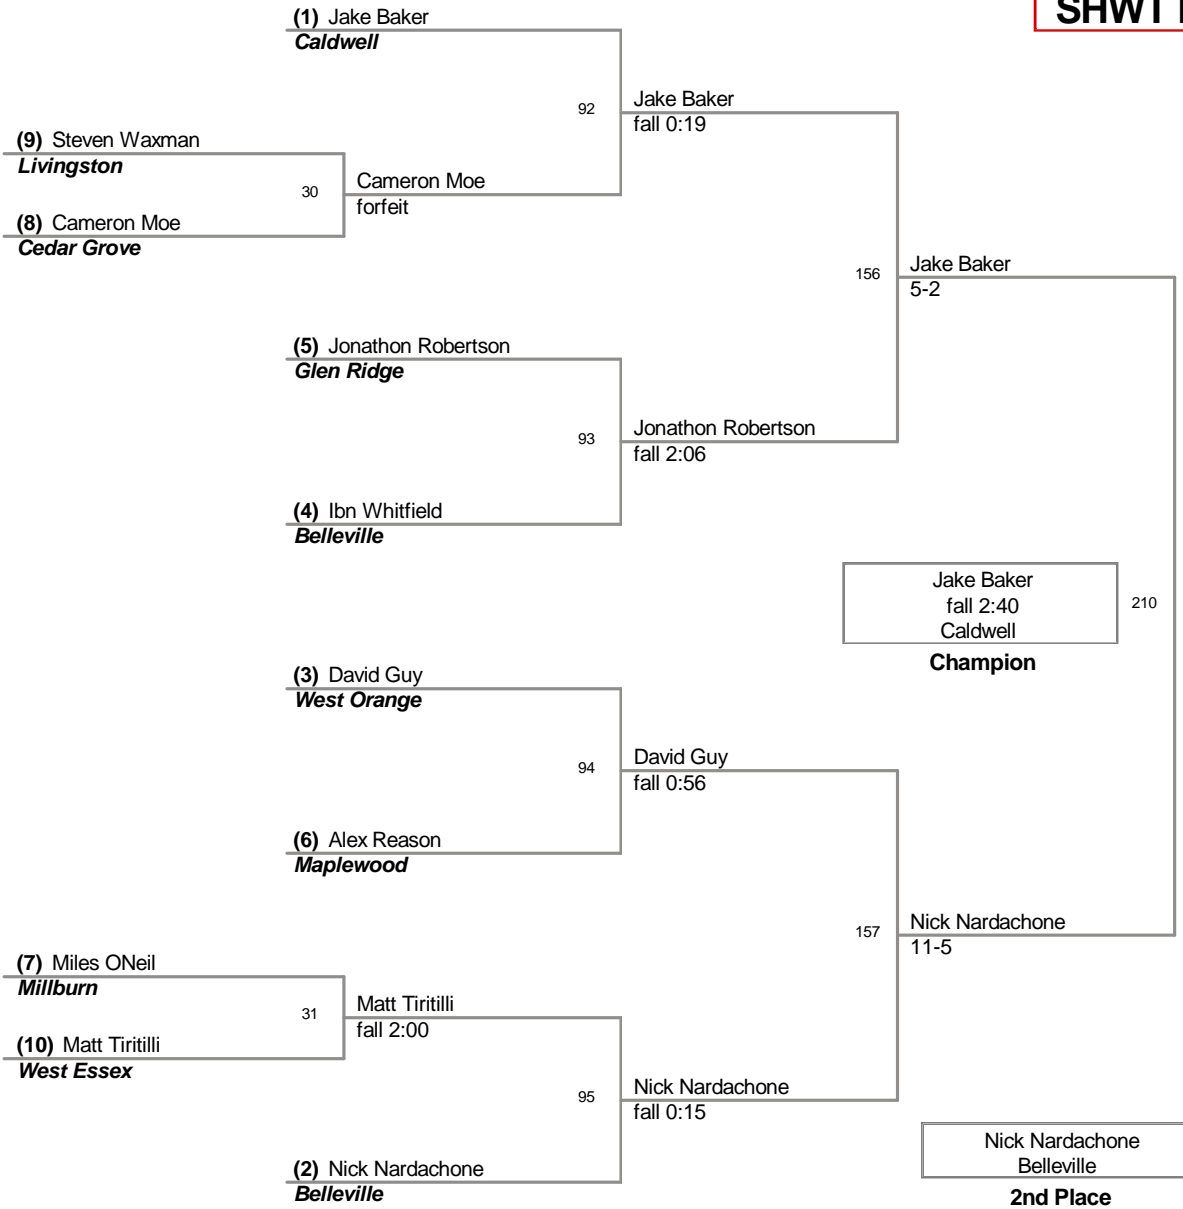 SHWT
(1) Jake Baker
Caldwell
92
Jake Baker
fall 0:19
(9) Steven Waxman
Livingston
30
Cameron Moe
forfeit
(8) Cameron Moe
Cedar Grove
156
Jake Baker
5-2
(5) Jonathon Robertson
Glen Ridge
93
Jonathon Robertson
fall 2:06
(4) Ibn Whitfield
Belleville
Jake Baker
fall 2:40
Caldwell
210
Champion
(3) David Guy
West Orange
94
David Guy
fall 0:56
(6) Alex Reason
Maplewood
157
Nick Nardachone
11-5
(7) Miles ONeil
Millburn
31
Matt Tiritilli
fall 2:00
(10) Matt Tiritilli
West Essex
95
Nick Nardachone
fall 0:15
(2) Nick Nardachone
Belleville
Nick Nardachone
Belleville
2nd Place